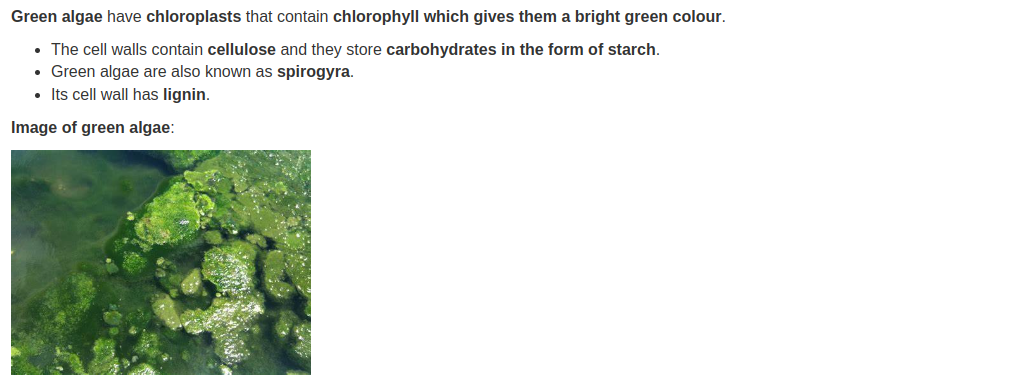 Green algae have chloroplasts that contain chlorophyll which gives them a bright green colour.
• The cell walls contain cellulose and they store carbohydrates in the form of starch.
• Green algae are also known as spirogyra.
• Its cell wall has lignin.
Image of green algae: